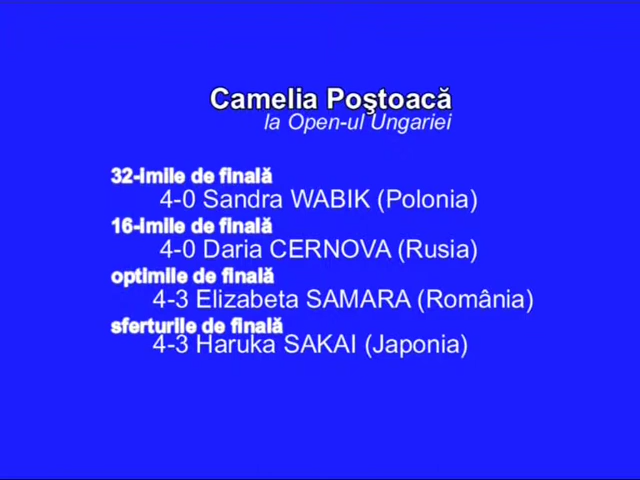 Camelia Poştoacă
la Open-ul Ungariei
32-imile de finală
4-0 Sandra WABIK (Polonia)
16-imile de finală
4-0 Daria CERNOVA (Rusia)
optimile de finală
4-3 Elizabeta SAMARA (România)
sferturile de finală
4-3 Haruka SAKAI (Japonia)